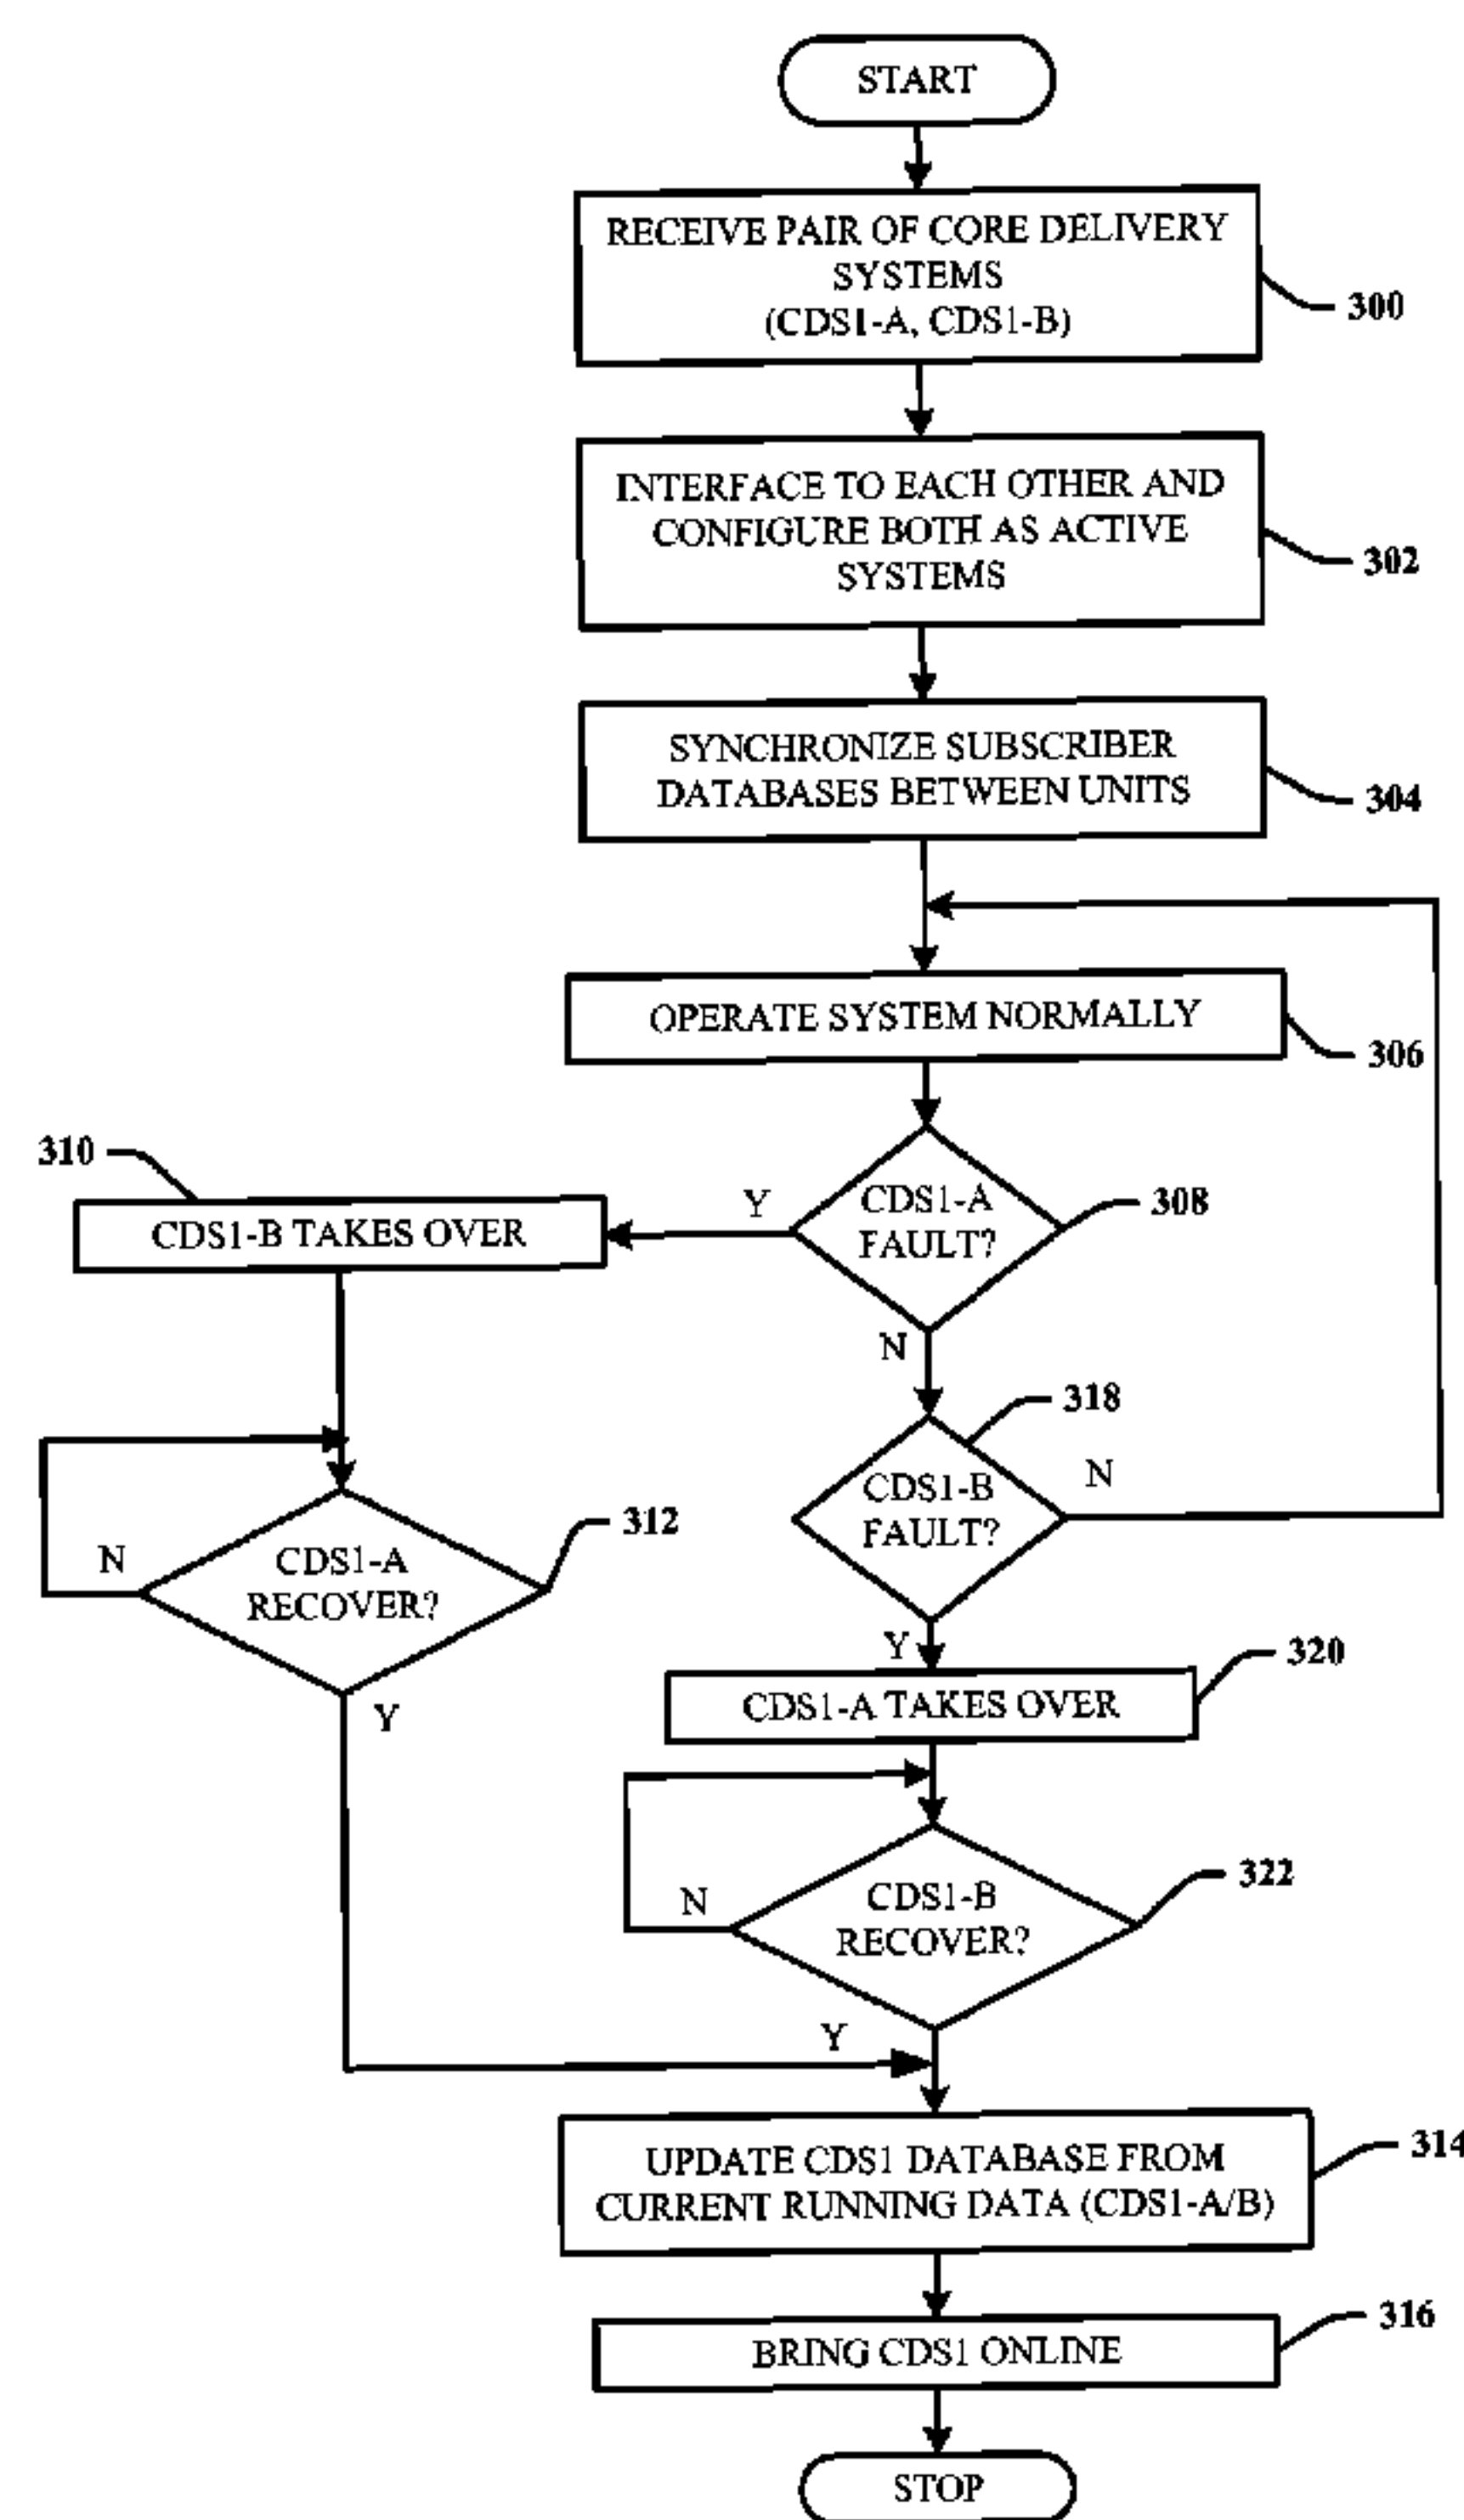 START
RECEIVE PAIR OF CORE DELIVERY
SYSTEMS
(CDS1-A, CDS1-B)
300
INTERFACE TO EACH OTHER AND
CONFIGURE BOTH AS ACTIVE
SYSTEMS
302
SYNCHRONIZE SUBSCRIBER
DATABASES BETWEEN UNITS
304
OPERATE SYSTEM NORMALLY
306
310
CDS1-B TAKES OVER
Y
CDS1-A
FAULT?
308
N
318
CDS1-B
FAULT?
N
N
CDS1-A
RECOVER?
312
Y
Y
320
CDS1-A TAKES OVER
N
CDS1-B
RECOVER?
322
Y
UPDATE CDS1 DATABASE FROM
CURRENT RUNNING DATA (CDS1-A/B)
314
BRING CDS1 ONLINE
316
STOP